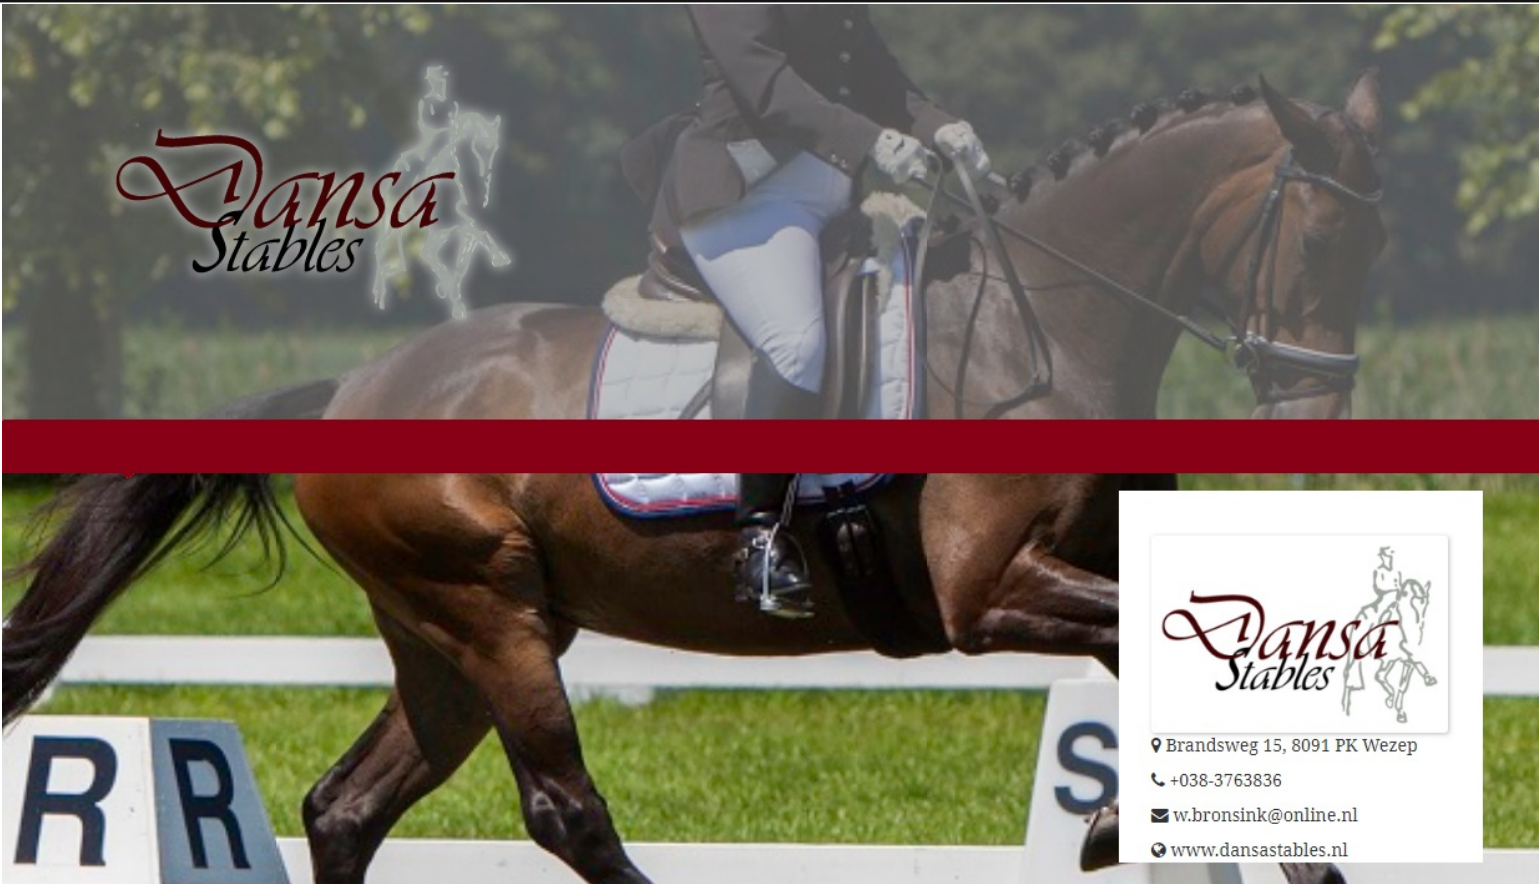 Dansa
Stables
Dansa
Stables
Brandsweg 15, 8091 PK Wezep
+038-3763836
w.bronsink@online.nl
www.dansastables.nl
R R
S